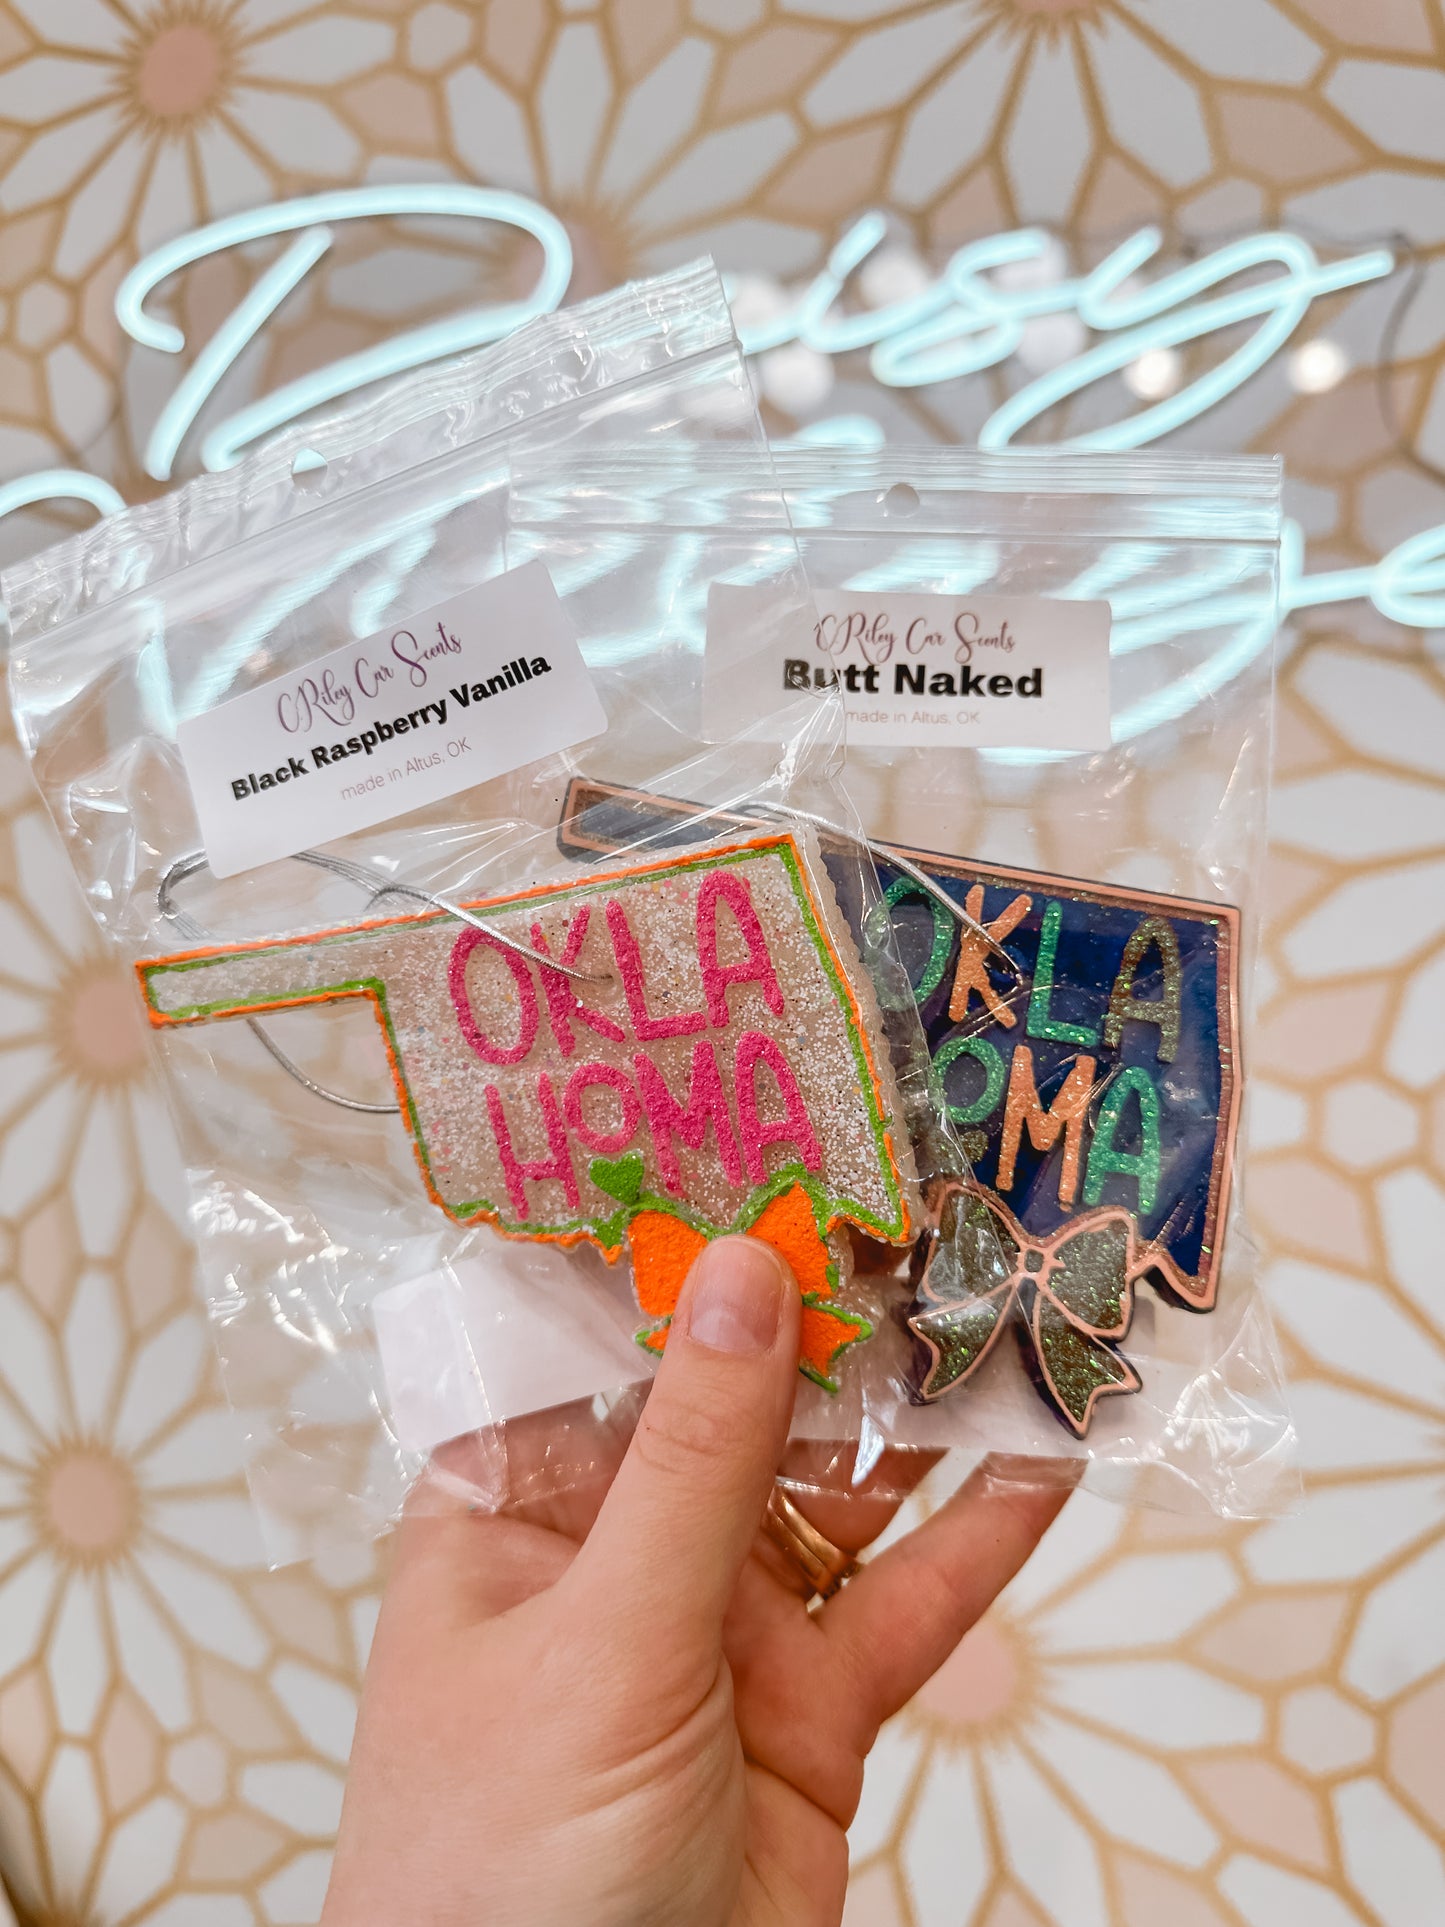 Daisy
CRiley Car Scents
Black Raspberry Vanilla
made in Altus, OK
CRiley Car Scents
Butt Naked
made in Altus, OK
OKLA
HOMA
OKLA
OMA